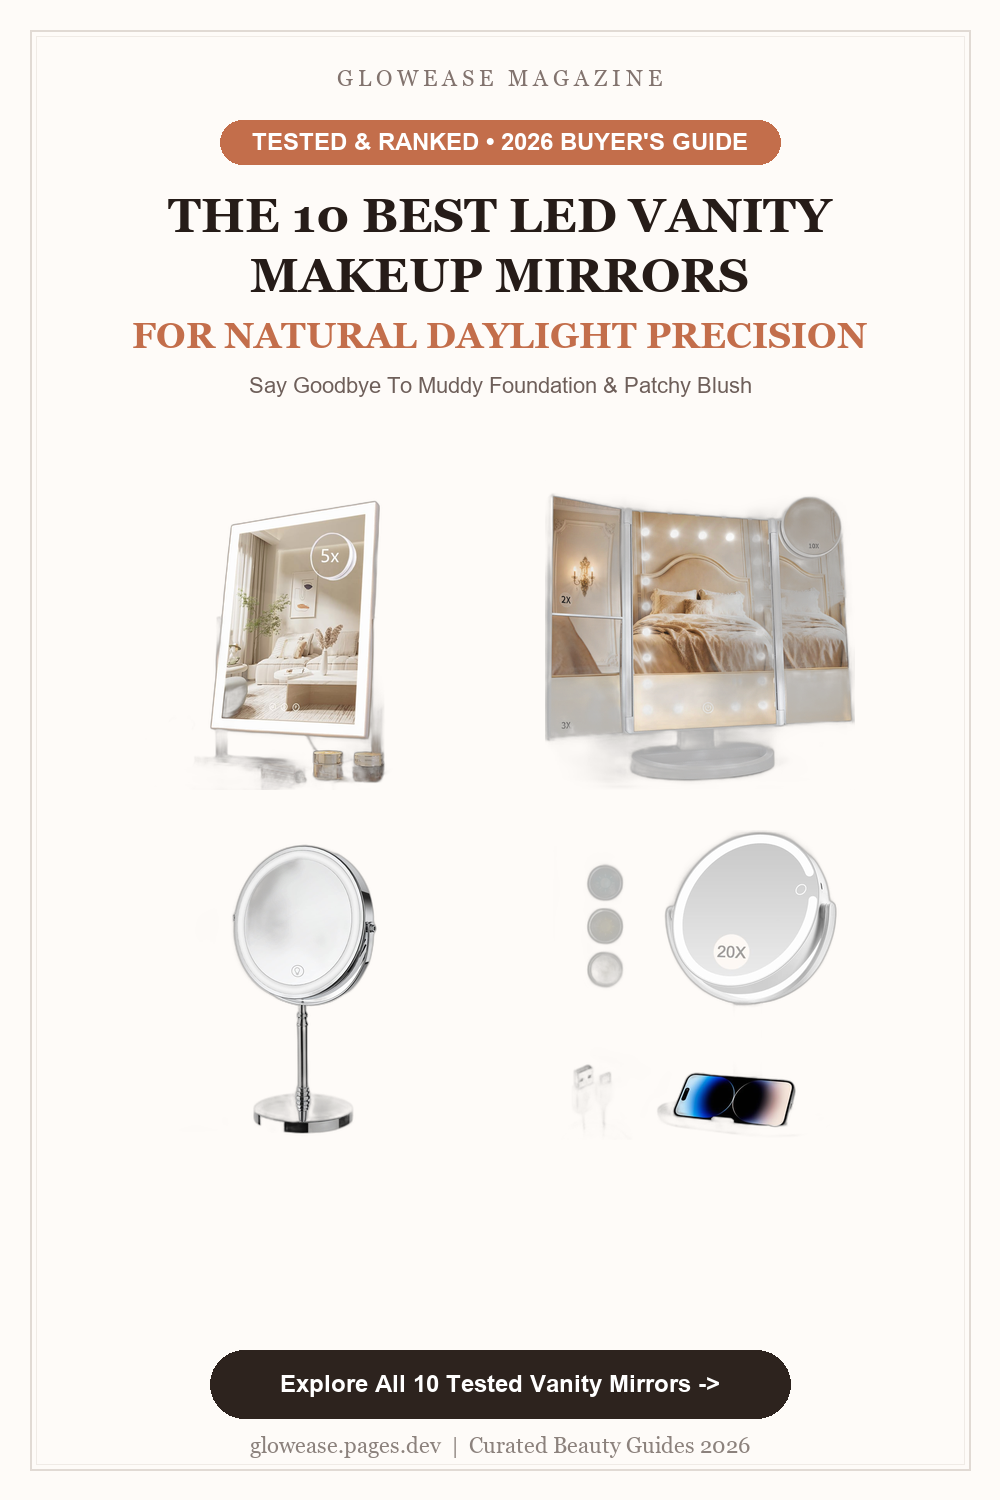 GLOWEASE MAGAZINE
TESTED & RANKED • 2026 BUYER'S GUIDE
THE 10 BEST LED VANITY
MAKEUP MIRRORS
FOR NATURAL DAYLIGHT PRECISION
Say Goodbye To Muddy Foundation & Patchy Blush
5x
10X
2X
3X
20X
Explore All 10 Tested Vanity Mirrors ->
glowease.pages.dev | Curated Beauty Guides 2026